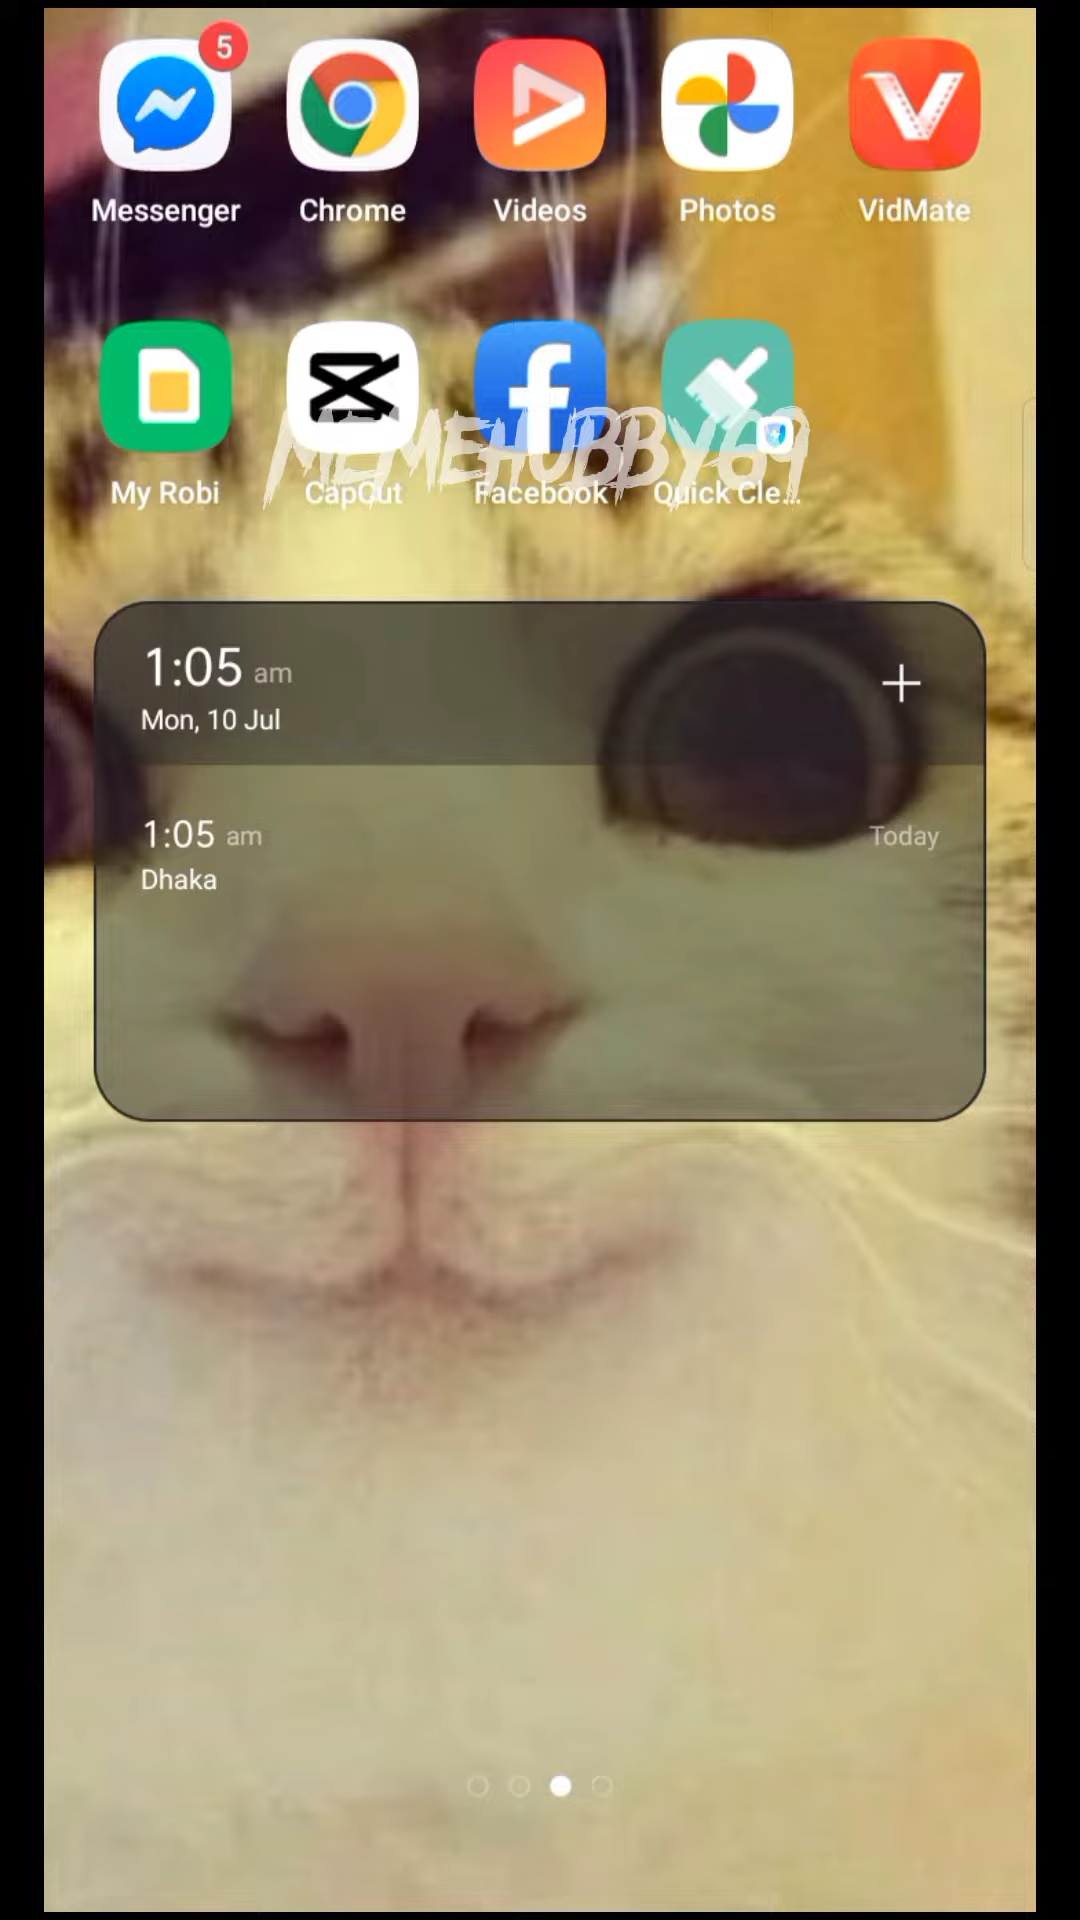 5
Messenger Chrome Videos Photos VidMate
MEMEHUBBY69
My Robi CapCut Facebook Quick Cle...
1:05 am
Mon, 10 Jul
1:05 am Today
Dhaka